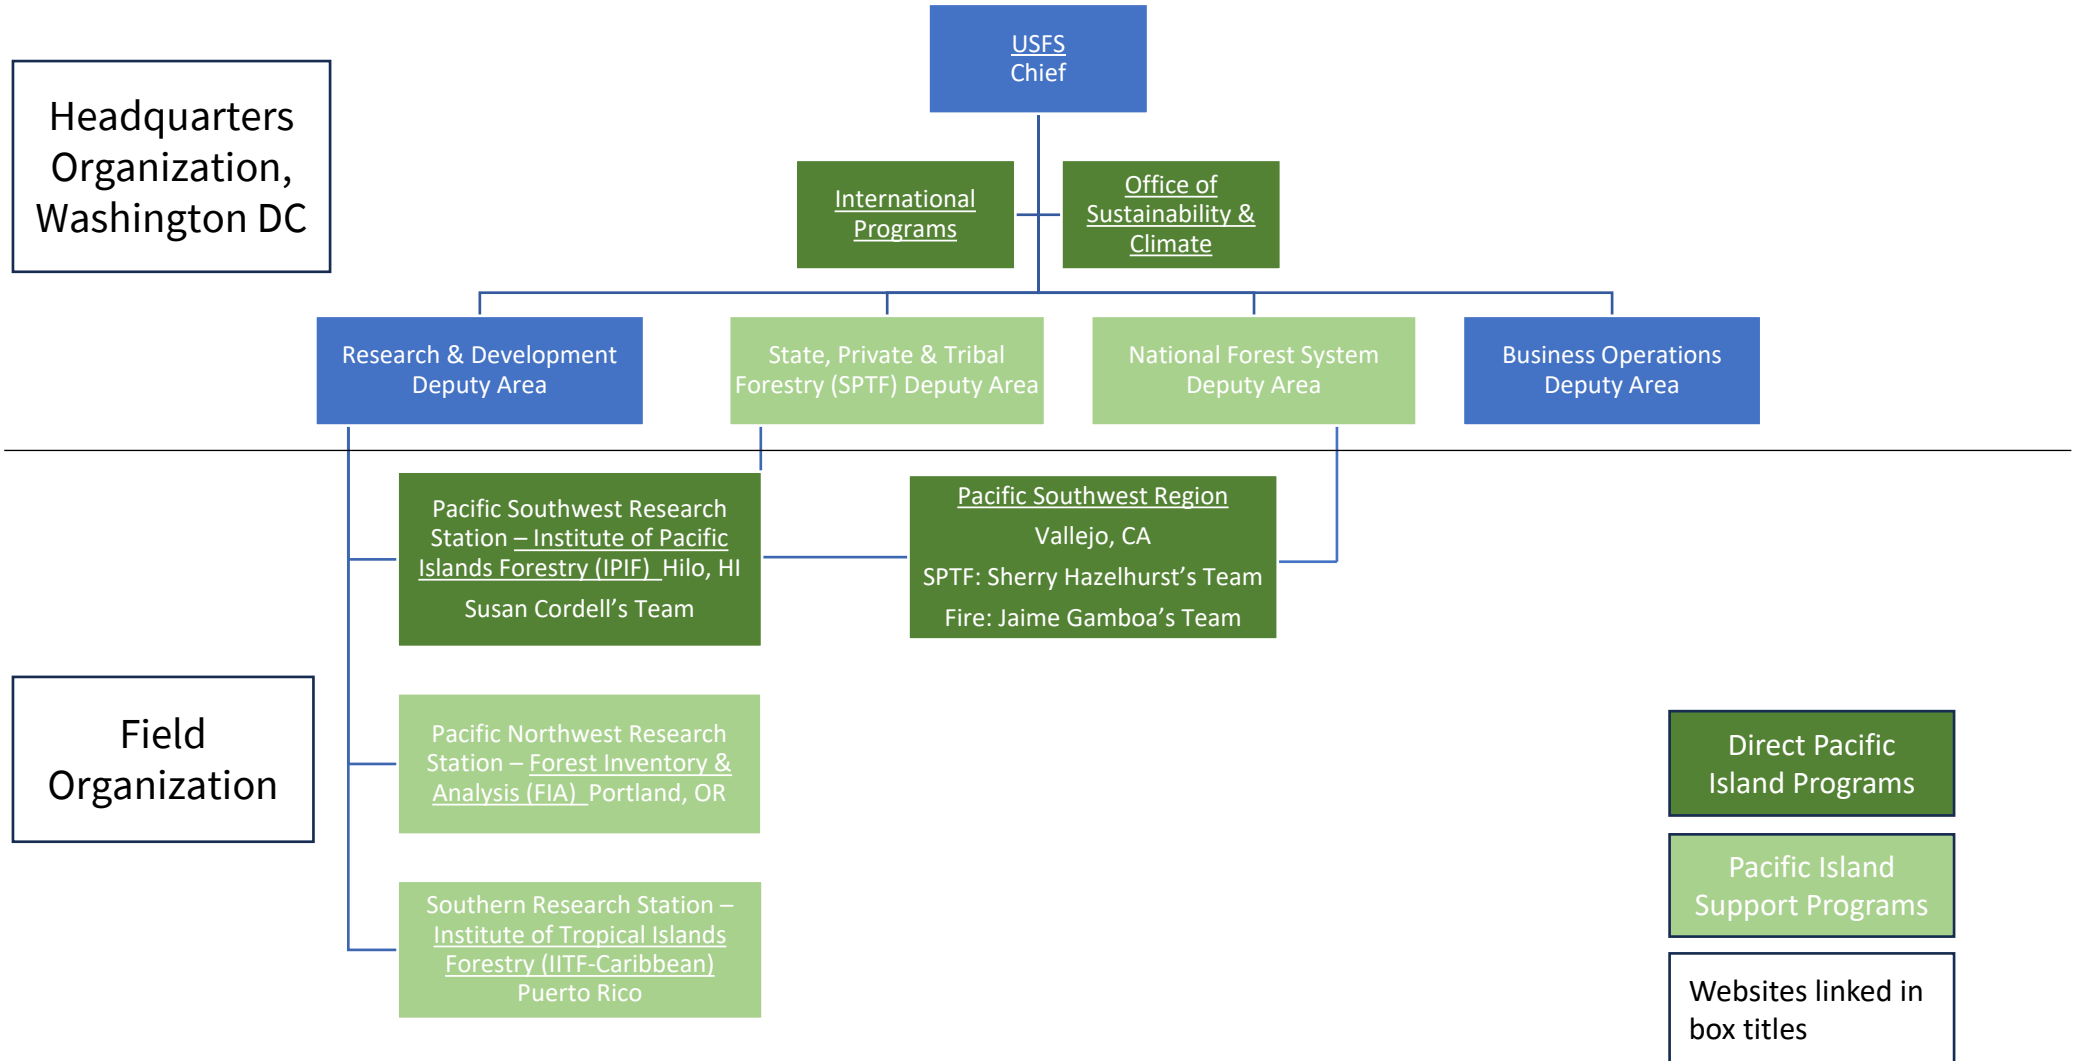 USFS
Chief
Headquarters
Organization,
Washington DC
International
Programs
Office of
Sustainability &
Climate
Research & Development
Deputy Area
State, Private & Tribal
Forestry (SPTF) Deputy Area
National Forest System
Deputy Area
Business Operations
Deputy Area
Pacific Southwest Research
Station – Institute of Pacific
Islands Forestry (IPIF) Hilo, HI
Susan Cordell’s Team
Pacific Southwest Region
Vallejo, CA
SPTF: Sherry Hazelhurst’s Team
Fire: Jaime Gamboa’s Team
Field
Organization
Pacific Northwest Research
Station – Forest Inventory &
Analysis (FIA) Portland, OR
Southern Research Station –
Institute of Tropical Islands
Forestry (IITF-Caribbean)
Puerto Rico
Direct Pacific
Island Programs
Pacific Island
Support Programs
Websites linked in
box titles